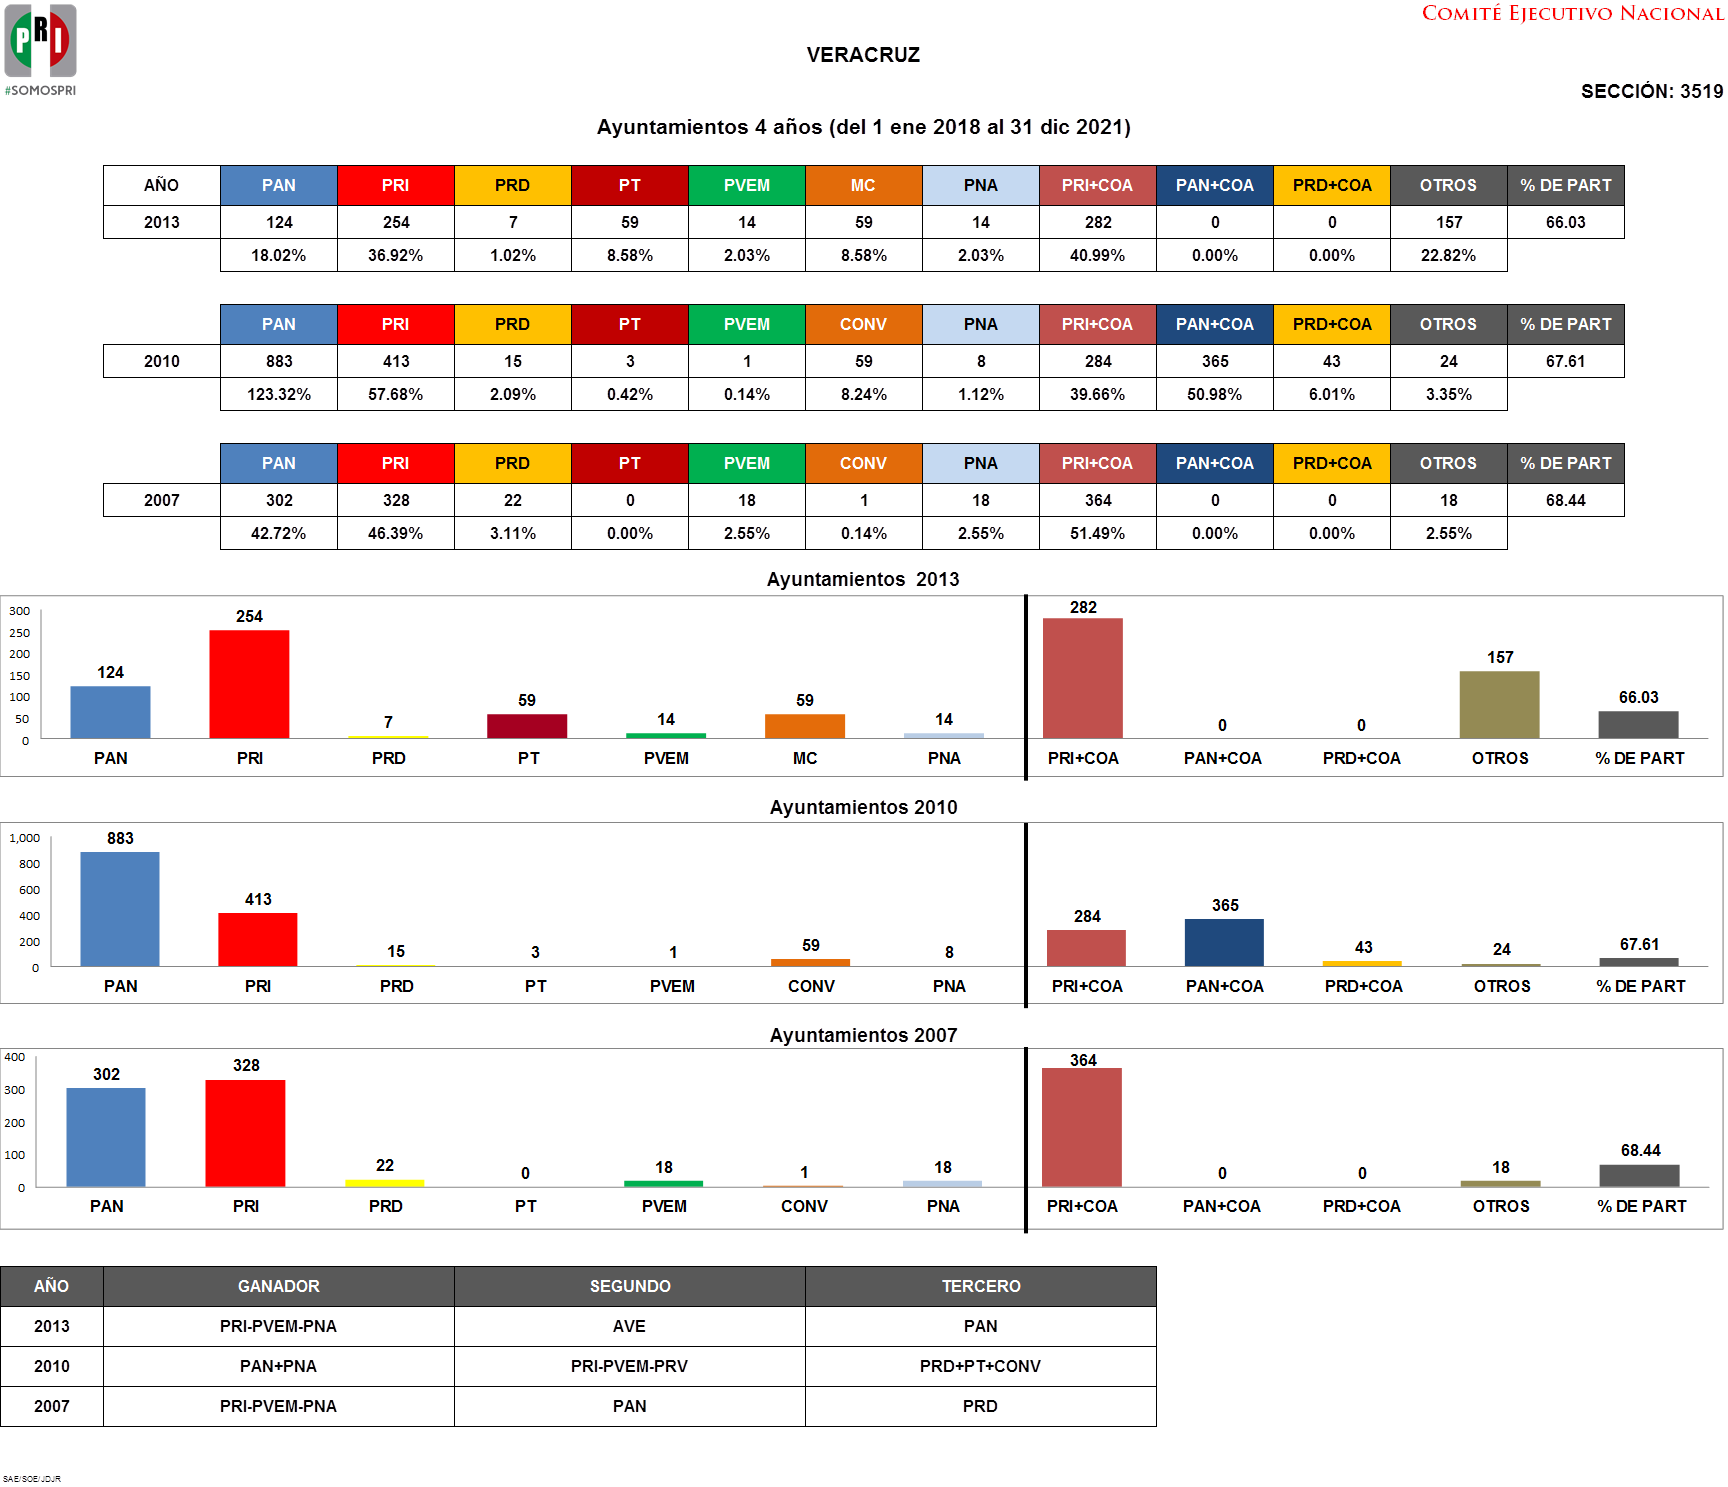 PRI
#SOMOSPRI
COMITÉ EJECUTIVO NACIONAL
VERACRUZ
SECCIÓN: 3519
Ayuntamientos 4 años (del 1 ene 2018 al 31 dic 2021)
AÑO PAN PRI PRD PT PVEM MC PNA PRI+COA PAN+COA PRD+COA OTROS % DE PART
2013 124 254 7 59 14 59 14 282 0 0 157 66.03
18.02% 36.92% 1.02% 8.58% 2.03% 8.58% 2.03% 40.99% 0.00% 0.00% 22.82%
PAN PRI PRD PT PVEM CONV PNA PRI+COA PAN+COA PRD+COA OTROS % DE PART
2010 883 413 15 3 1 59 8 284 365 43 24 67.61
123.32% 57.68% 2.09% 0.42% 0.14% 8.24% 1.12% 39.66% 50.98% 6.01% 3.35%
PAN PRI PRD PT PVEM CONV PNA PRI+COA PAN+COA PRD+COA OTROS % DE PART
2007 302 328 22 0 18 1 18 364 0 0 18 68.44
42.72% 46.39% 3.11% 0.00% 2.55% 0.14% 2.55% 51.49% 0.00% 0.00% 2.55%
Ayuntamientos 2013
300
250
200
150
100
50
0
124 254 7 59 14 59 14 282 0 0 157 66.03
PAN PRI PRD PT PVEM MC PNA PRI+COA PAN+COA PRD+COA OTROS % DE PART
Ayuntamientos 2010
1,000
800
600
400
200
0
883 413 15 3 1 59 8 284 365 43 24 67.61
PAN PRI PRD PT PVEM CONV PNA PRI+COA PAN+COA PRD+COA OTROS % DE PART
Ayuntamientos 2007
400
300
200
100
0
302 328 22 0 18 1 18 364 0 0 18 68.44
PAN PRI PRD PT PVEM CONV PNA PRI+COA PAN+COA PRD+COA OTROS % DE PART
AÑO GANADOR SEGUNDO TERCERO
2013 PRI-PVEM-PNA AVE PAN
2010 PAN+PNA PRI-PVEM-PRV PRD+PT+CONV
2007 PRI-PVEM-PNA PAN PRD
SAE/SOE/JDJR